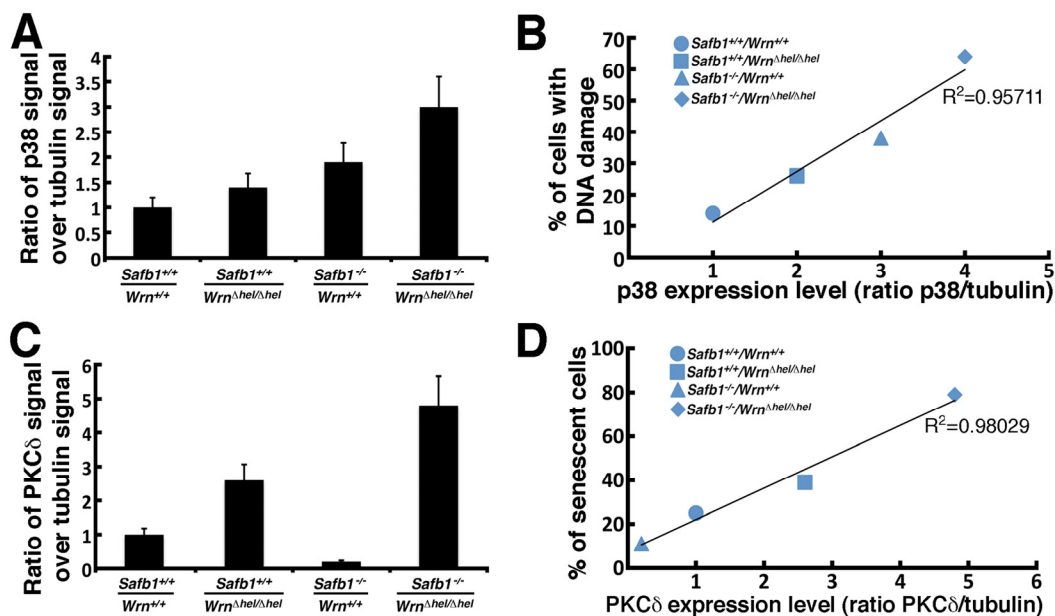 A
Ratio of p38 signal
over tubulin signal
4
3.5
3
2.5
2
1.5
1
0.5
0
Safb1+/+ Safb1+/+ Safb1-/- Safb1-/-
Wrn+/+ WrnΔhel/Δhel Wrn+/+ WrnΔhel/Δhel
B
% of cells with
DNA damage
70
60
50
40
30
20
10
0
Safb1+/+/Wrn+/+
Safb1+/+/WrnΔhel/Δhel
Safb1-/-/Wrn+/+
Safb1-/-/WrnΔhel/Δhel
R2=0.95711
1 2 3 4 5
p38 expression level (ratio p38/tubulin)
C
Ratio of PKCδ signal
over tubulin signal
6
5
4
3
2
1
0
Safb1+/+ Safb1+/+ Safb1-/- Safb1-/-
Wrn+/+ WrnΔhel/Δhel Wrn+/+ WrnΔhel/Δhel
D
% of senescent cells
100
80
60
40
20
0
Safb1+/+/Wrn+/+
Safb1+/+/WrnΔhel/Δhel
Safb1-/-/Wrn+/+
Safb1-/-/WrnΔhel/Δhel
R2=0.98029
1 2 3 4 5 6
PKCδ expression level (ratio PKCδ/tubulin)